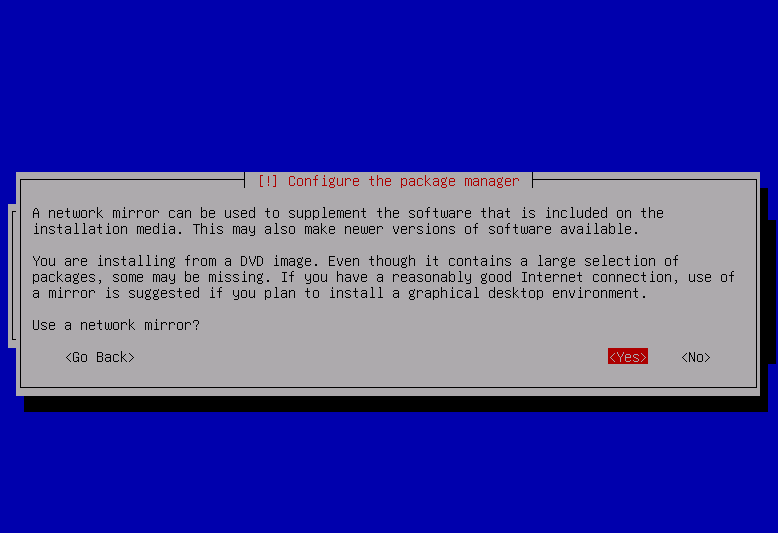 [!] Configure the package manager
A network mirror can be used to supplement the software that is included on the
installation media. This may also make newer versions of software available.
You are installing from a DVD image. Even though it contains a large selection of
packages, some may be missing. If you have a reasonably good Internet connection, use of
a mirror is suggested if you plan to install a graphical desktop environment.
Use a network mirror?
<Go Back> <Yes> <No>